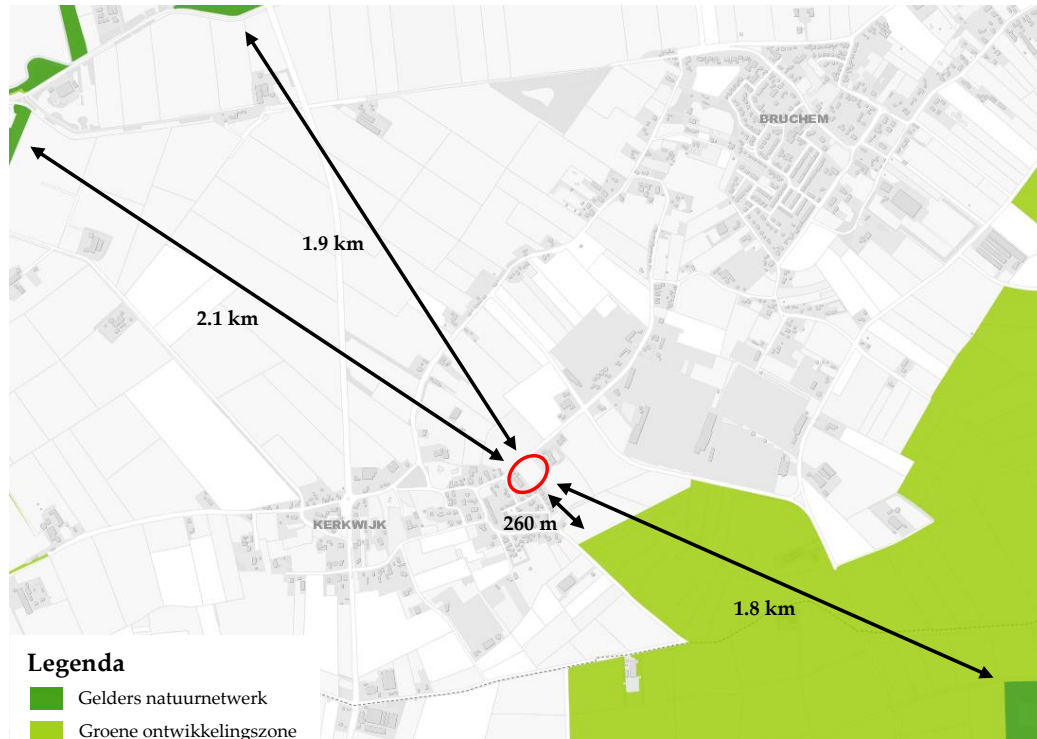 BRUCHEM
1.9 km
2.1 km
260 m
KERKWIJK
1.8 km
Legenda
Gelders natuurnetwerk
Groene ontwikkelingszone